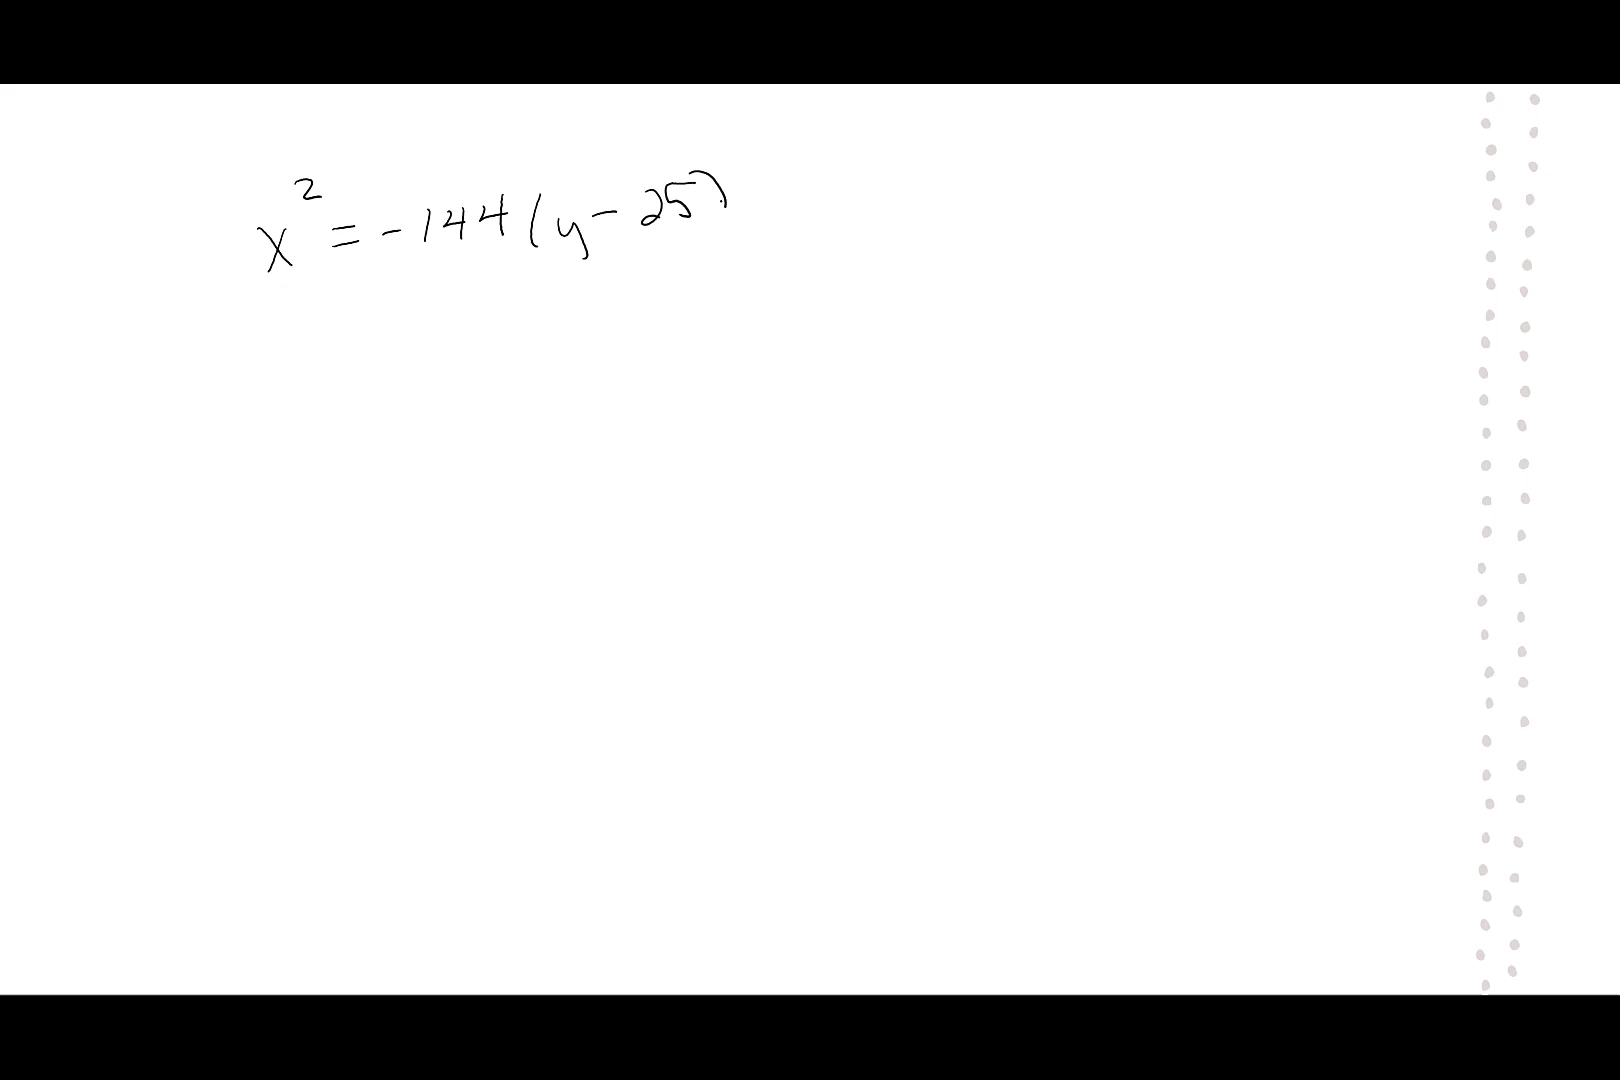 x² = -144(y-25)